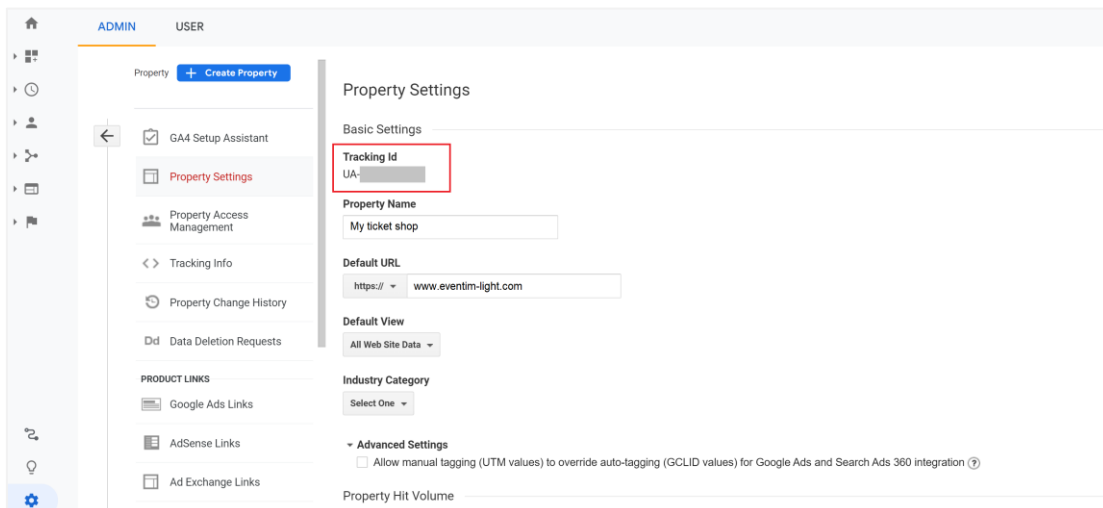 ADMIN
USER
Property
+ Create Property
GA4 Setup Assistant
Property Settings
Property Access
Management
Tracking Info
Property Change History
Dd Data Deletion Requests
PRODUCT LINKS
Google Ads Links
AdSense Links
Ad Exchange Links
Property Settings
Basic Settings
Tracking Id
UA-
Property Name
My ticket shop
Default URL
https:// www.eventim-light.com
Default View
All Web Site Data
Industry Category
Select One
Advanced Settings
Allow manual tagging (UTM values) to override auto-tagging (GCLID values) for Google Ads and Search Ads 360 integration ?
Property Hit Volume